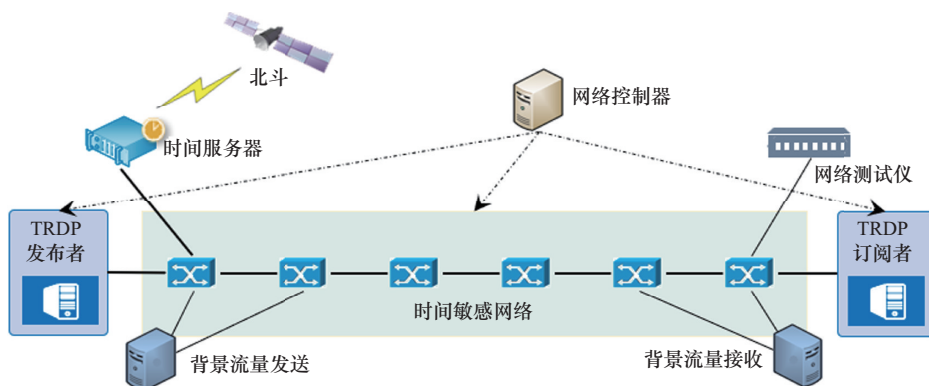 北斗
网络控制器
时间服务器
网络测试仪
TRDP
发布者
TRDP
订阅者
时间敏感网络
背景流量发送
背景流量接收